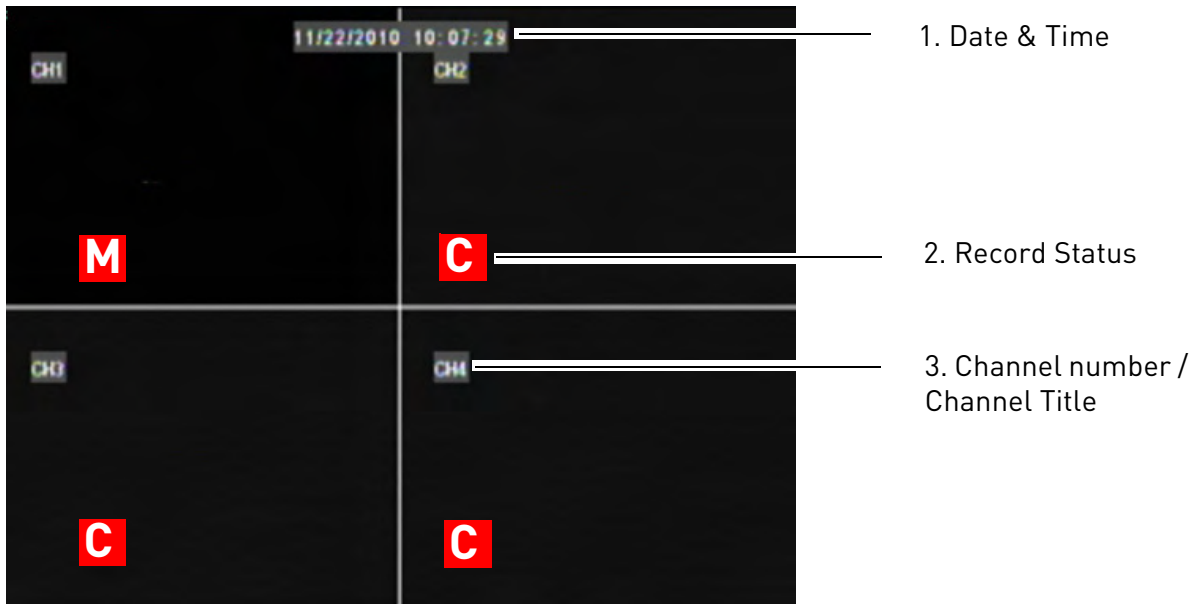 11/22/2010 10:07:29
1. Date & Time
CH1
CH2
M
C
2. Record Status
CH3
CH4
3. Channel number /
Channel Title
C
C